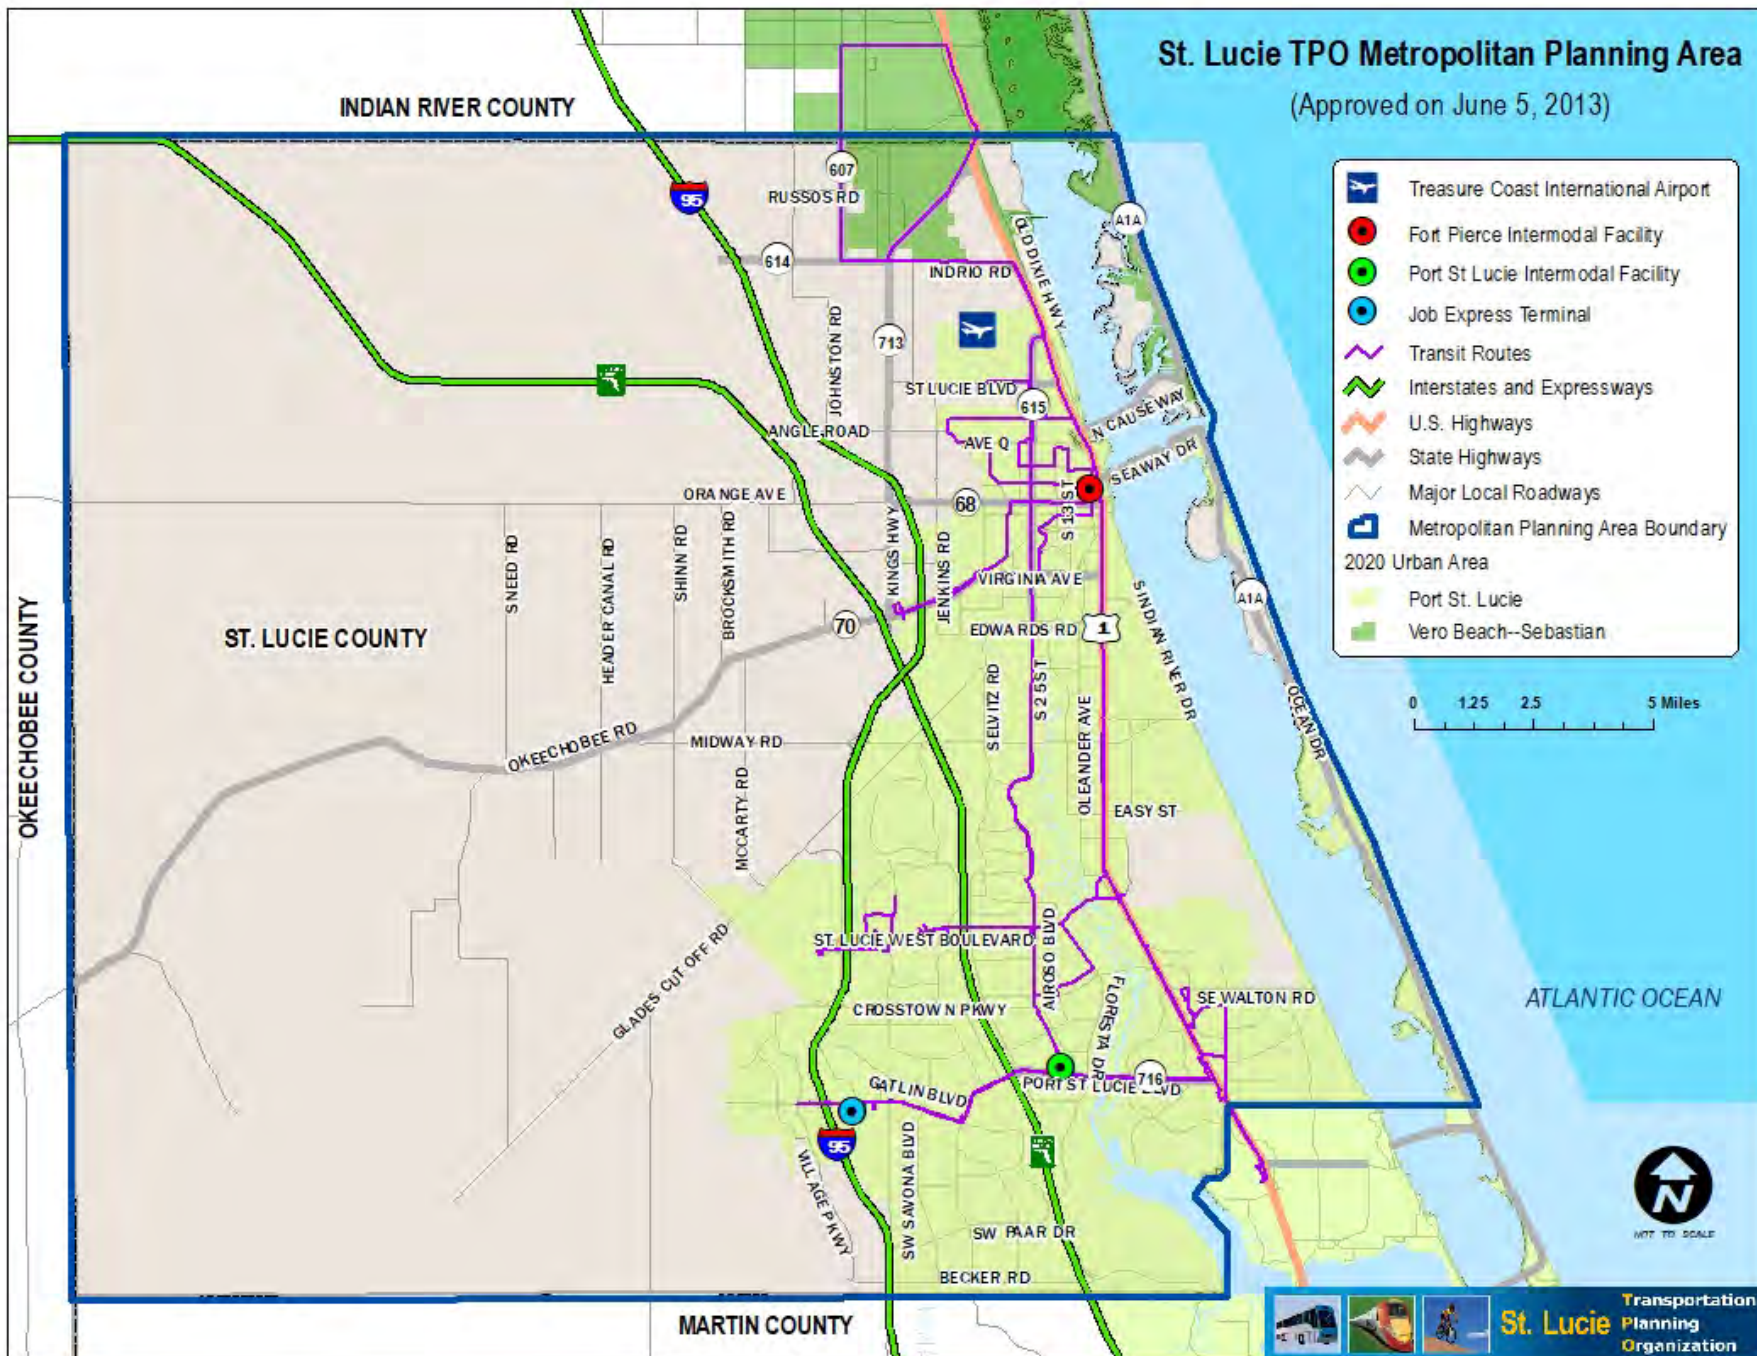 St. Lucie TPO Metropolitan Planning Area
(Approved on June 5, 2013)
INDIAN RIVER COUNTY
Treasure Coast International Airport
Fort Pierce Intermodal Facility
Port St Lucie Intermodal Facility
Job Express Terminal
Transit Routes
Interstates and Expressways
U.S. Highways
State Highways
Major Local Roadways
Metropolitan Planning Area Boundary
2020 Urban Area
Port St. Lucie
Vero Beach--Sebastian
0 1.25 2.5 5 Miles
607
RUSSOS RD
95
A1A
614
INDRIO RD
OLD DIXIE HWY
JOHNSTON RD
713
ST LUCIE BLVD
615
N CAUSEWAY
ANGLE ROAD
AVE Q
SEAWAY DR
ORANGE AVE
68
S 13 ST
SNEED RD
HEADER CANAL RD
SHINN RD
BROCKSMITH RD
KINGS HWY
JENKINS RD
VIRGINIA AVE
S INDIAN RIVER DR
A1A
70
EDWARDS RD
1
OKEECHOBEE COUNTY
ST. LUCIE COUNTY
SELVITZ RD
S 25 ST
OLEANDER AVE
OCEAN DR
OKEECHOBEE RD
MIDWAY RD
MCCARTY RD
EASY ST
GLADES CUT OFF RD
ST. LUCIE WEST BOULEVARD
AIROSO BLVD
FLORESTA DR
SE WALTON RD
ATLANTIC OCEAN
CROSSTOWN PKWY
GATLIN BLVD
PORT ST LUCIE BLVD
716
95
VILLAGE PKWY
SW SAVONA BLVD
SW PAAR DR
BECKER RD
MARTIN COUNTY
N
NOT TO SCALE
St. Lucie
Transportation
Planning
Organization